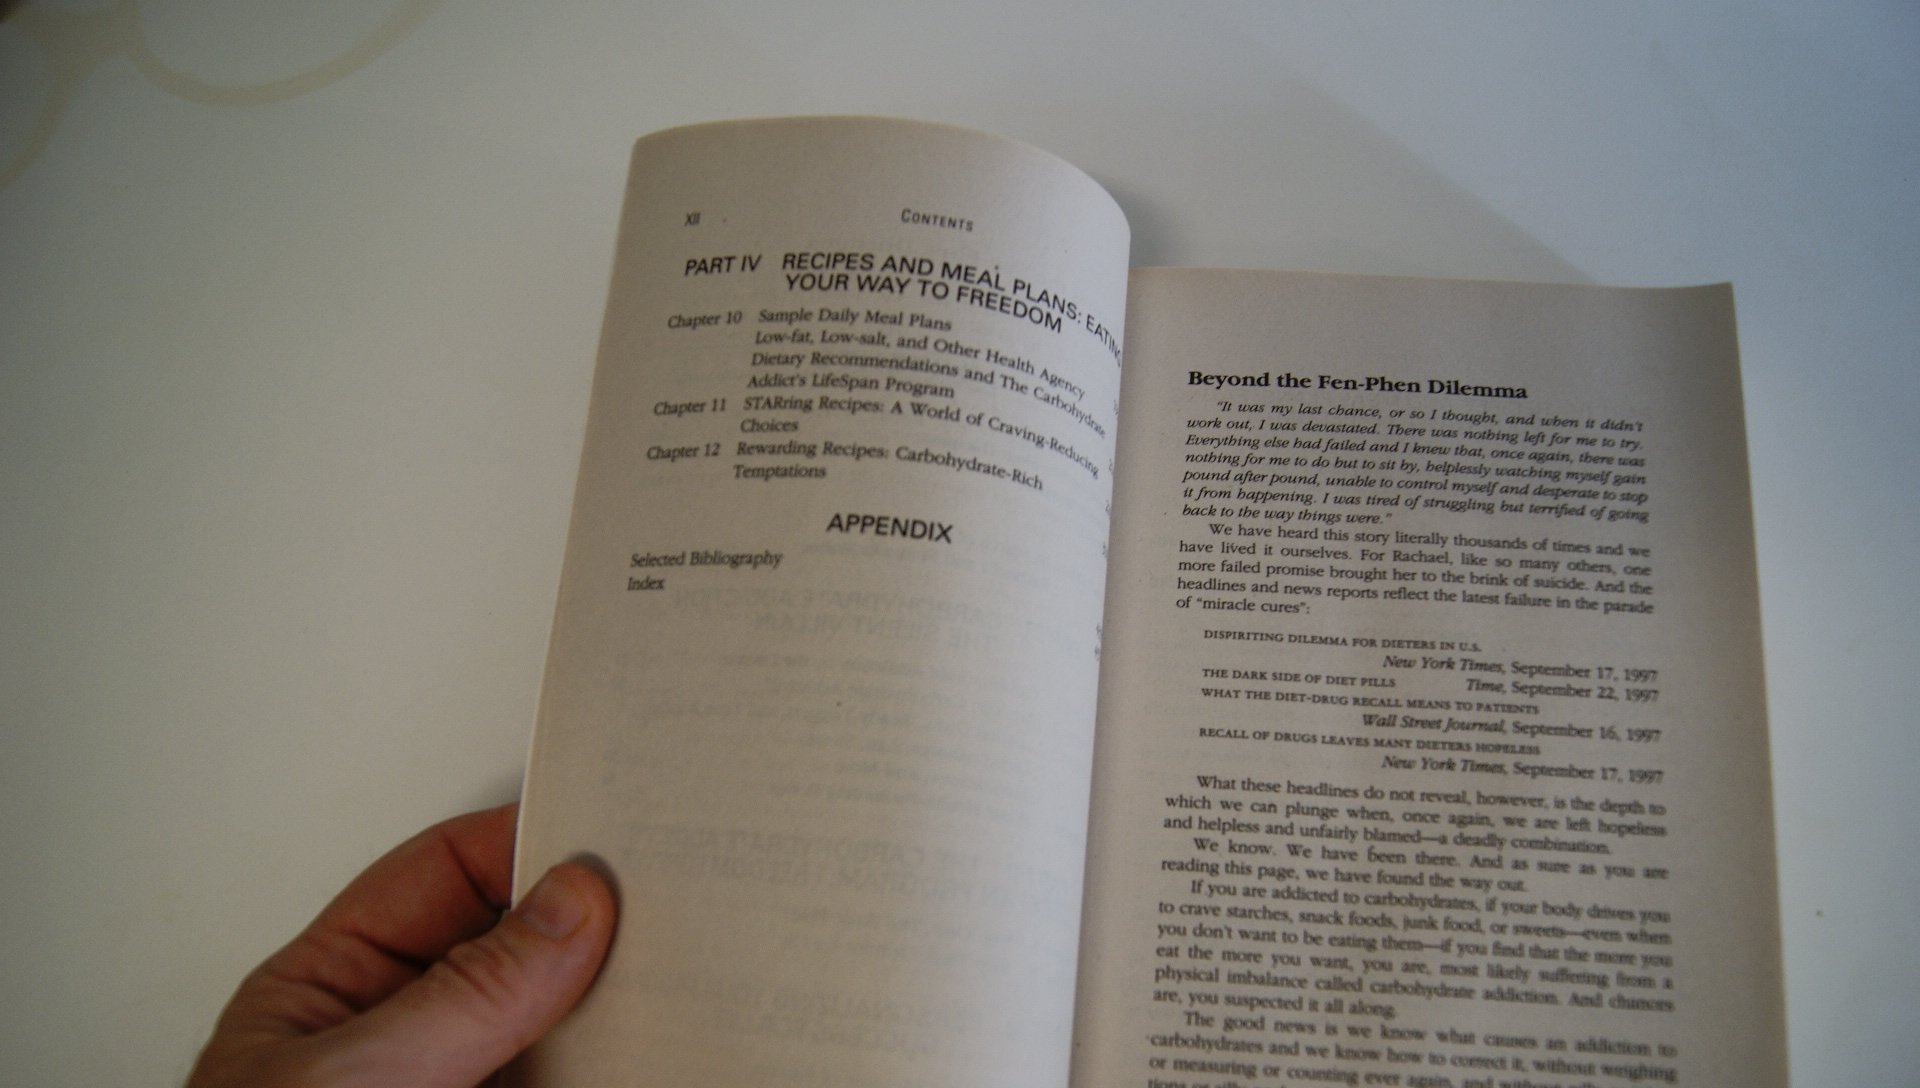 XII
CONTENTS
PART IV RECIPES AND MEAL PLANS: EATING
YOUR WAY TO FREEDOM
Chapter 10 Sample Daily Meal Plans
Low-fat, Low-salt, and Other Health Agency
Dietary Recommendations and The Carbohydrate
Addict's LifeSpan Program
Chapter 11 STARring Recipes: A World of Craving-Reducing
Choices
Chapter 12 Rewarding Recipes: Carbohydrate-Rich
Temptations
APPENDIX
Selected Bibliography
Index
Beyond the Fen-Phen Dilemma
"It was my last chance, or so I thought, and when it didn't
work out, I was devastated. There was nothing left for me to try.
Everything else had failed and I knew that, once again, there was
nothing for me to do but to sit by, helplessly watching myself gain
pound after pound, unable to control myself and desperate to stop
it from happening. I was tired of struggling but terrified of going
back to the way things were."
We have heard this story literally thousands of times and we
have lived it ourselves. For Rachael, like so many others, one
more failed promise brought her to the brink of suicide. And the
headlines and news reports reflect the latest failure in the parade
of "miracle cures":
DISPIRITING DILEMMA FOR DIETERS IN U.S.
New York Times, September 17, 1997
THE DARK SIDE OF DIET PILLS Time, September 22, 1997
WHAT THE DIET-DRUG RECALL MEANS TO PATIENTS
Wall Street Journal, September 16, 1997
RECALL OF DRUGS LEAVES MANY DIETERS HOPELESS
New York Times, September 17, 1997
What these headlines do not reveal, however, is the depth to
which we can plunge when, once again, we are left hopeless
and helpless and unfairly blamed—a deadly combination.
We know. We have been there. And as sure as you are
reading this page, we have found the way out.
If you are addicted to carbohydrates, if your body drives you
to crave starches, snack foods, junk food, or sweets—even when
you don't want to be eating them—if you find that the more you
eat the more you want, you are, most likely suffering from a
physical imbalance called carbohydrate addiction. And chances
are, you suspected it all along.
The good news is we know what causes an addiction to
carbohydrates and we know how to correct it, without weighing
or measuring or counting ever again, and without